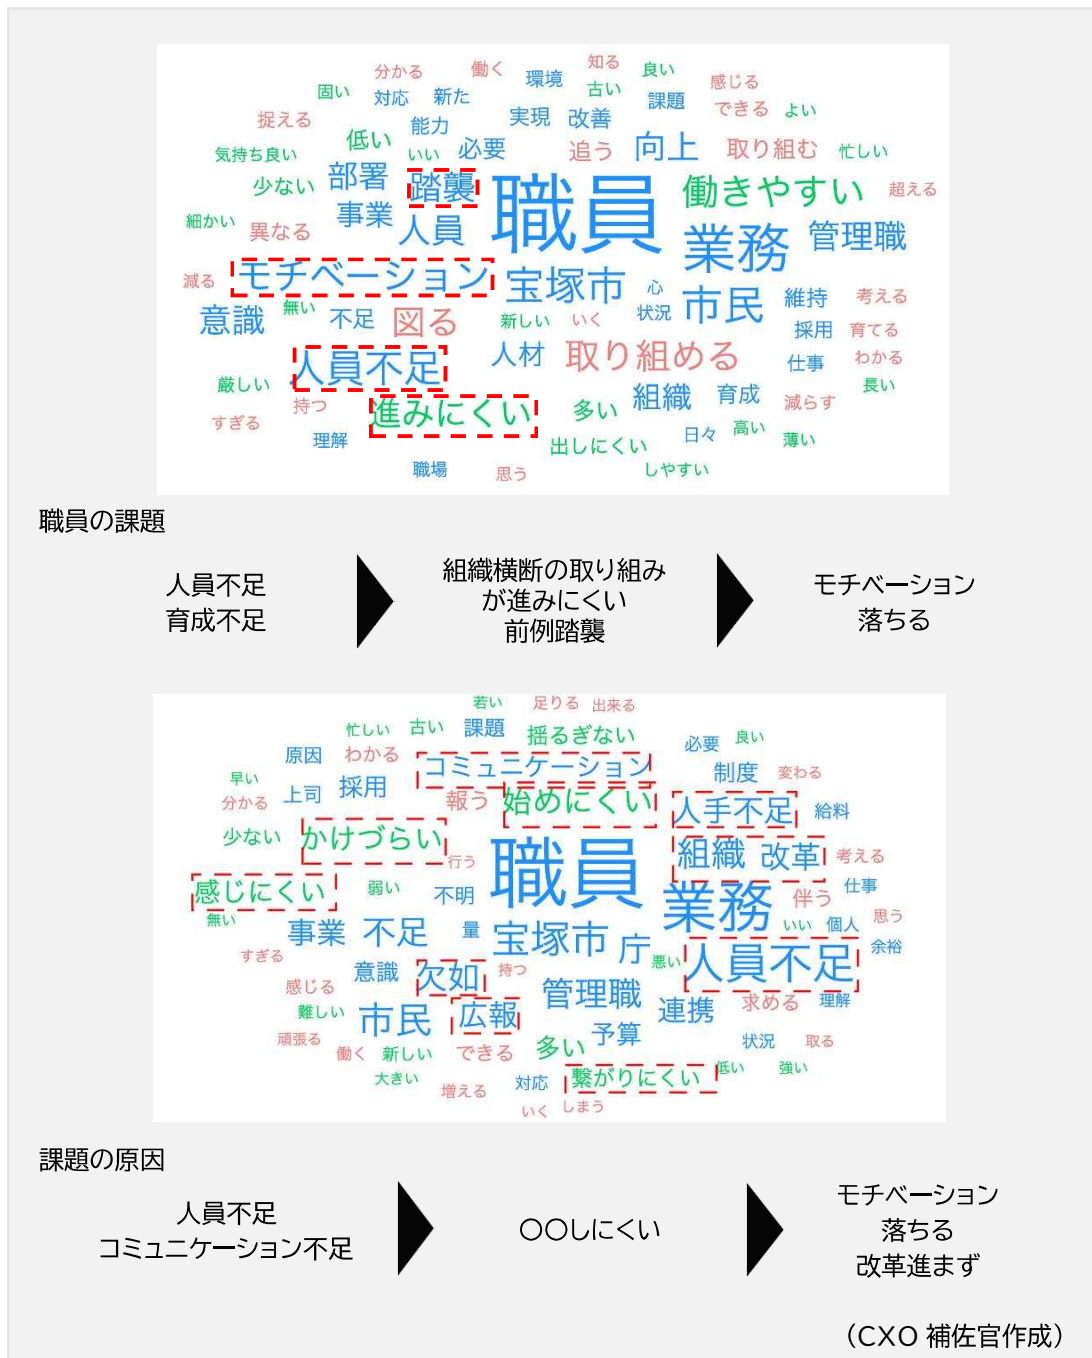 知る
分かる 働く 環境 良い 感じる
固い 対応 新た 古い 課題 できる よい
捉える 能力 実現 改善
気持ち良い 低い いい 必要 追う 向上 取り組む 忙しい
少ない 部署 踏襲 職員 働きやすい 超える
細かい 異なる 事業 人員 業務 管理職
減る モチベーション 宝塚市 心 市民 維持 考える
意識 無い 不足 図る 新しい いく 状況 採用 育てる
人員不足 人材 取り組める 仕事 わかる
厳しい 進みにくい 多い 組織 育成 減らす 長い
すぎる 持つ 理解 出しにくい 日々 高い 薄い
職場 思う しやすい
職員の課題
人員不足
育成不足
組織横断の取り組み
が進みにくい
前例踏襲
モチベーション
落ちる
若い 足りる 出来る
忙しい 古い 課題 揺るぎない 必要 良い
原因 わかる コミュニケーション 制度 変わる
早い 分かる 上司 採用 報う 始めにくい 人手不足 給料
少ない かけづらい 行う 職員 組織 改革 考える
感じにくい 弱い 不明 業務 伴う 仕事
無い 事業 不足 量 宝塚市 庁 いい 個人 思う
すぎる 意識 欠如 持つ 悪い 人員不足 余裕
感じる 管理職 連携 求める 理解
難しい 市民 広報 予算 状況 取る
頑張る 働く 新しい できる 多い
大きい 増える 対応 繋がりにくい 低い 強い
いく しまう
課題の原因
人員不足
コミュニケーション不足
〇〇しにくい
モチベーション
落ちる
改革進まず
（CXO 補佐官作成）